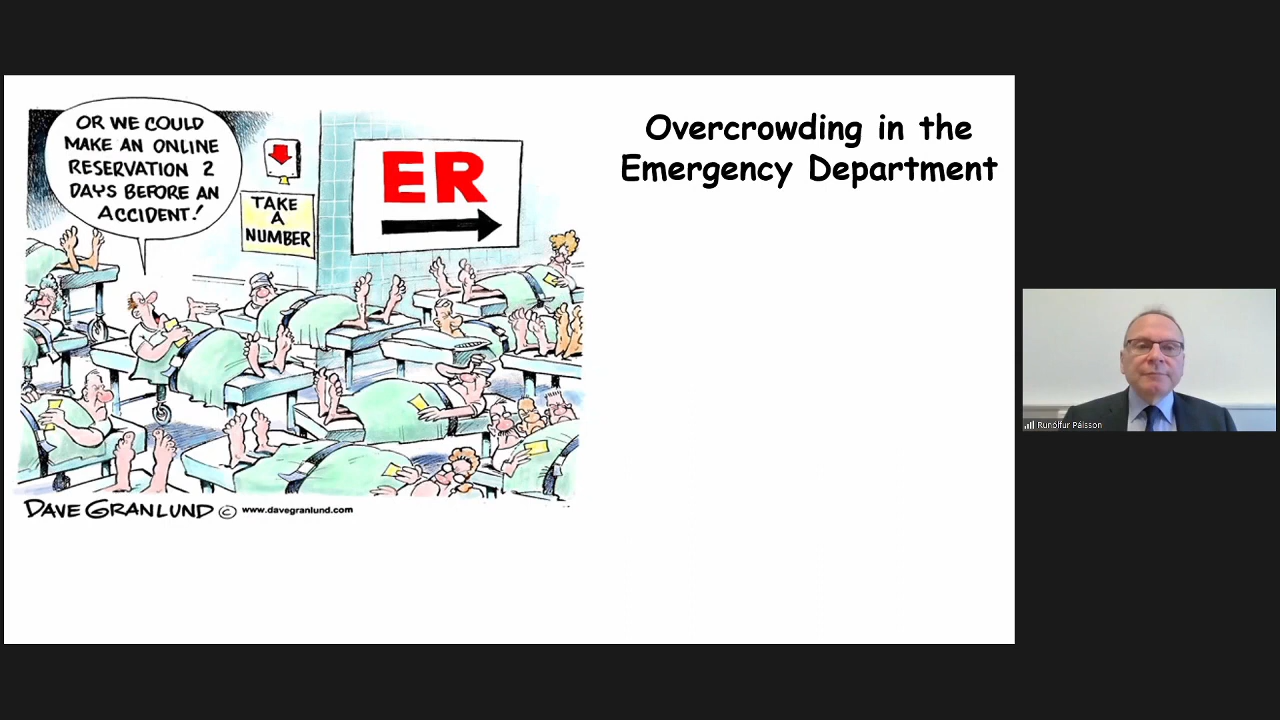 OR WE COULD
MAKE AN ONLINE
RESERVATION 2
DAYS BEFORE AN
ACCIDENT!
TAKE
A
NUMBER
ER
DAVE GRANLUND © www.davegranlund.com
Overcrowding in the
Emergency Department
Runólfur Pálsson